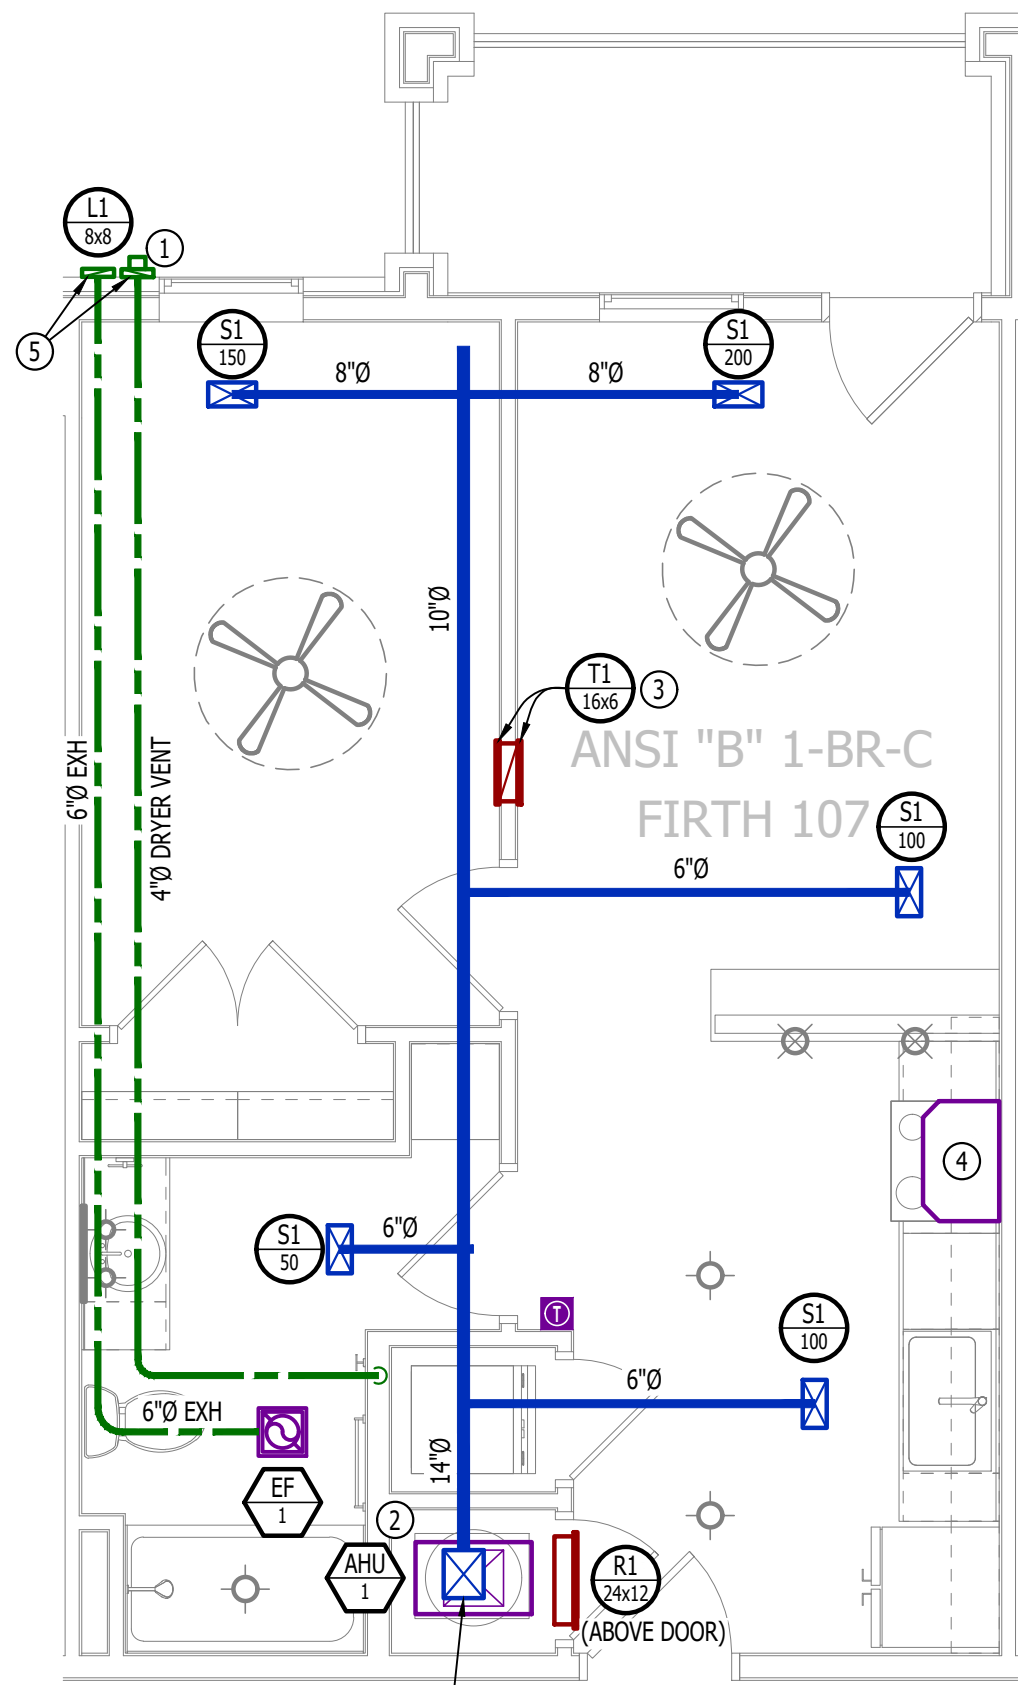 L1
8x8
1
5
S1
150
S1
200
8"Ø
8"Ø
10"Ø
T1
16x6
3
ANSI "B" 1-BR-C
FIRTH 107
6"Ø EXH
4"Ø DRYER VENT
S1
100
6"Ø
4
S1
50
6"Ø
T
S1
100
6"Ø
6"Ø EXH
14"Ø
EF
1
2
AHU
1
R1
24x12
(ABOVE DOOR)